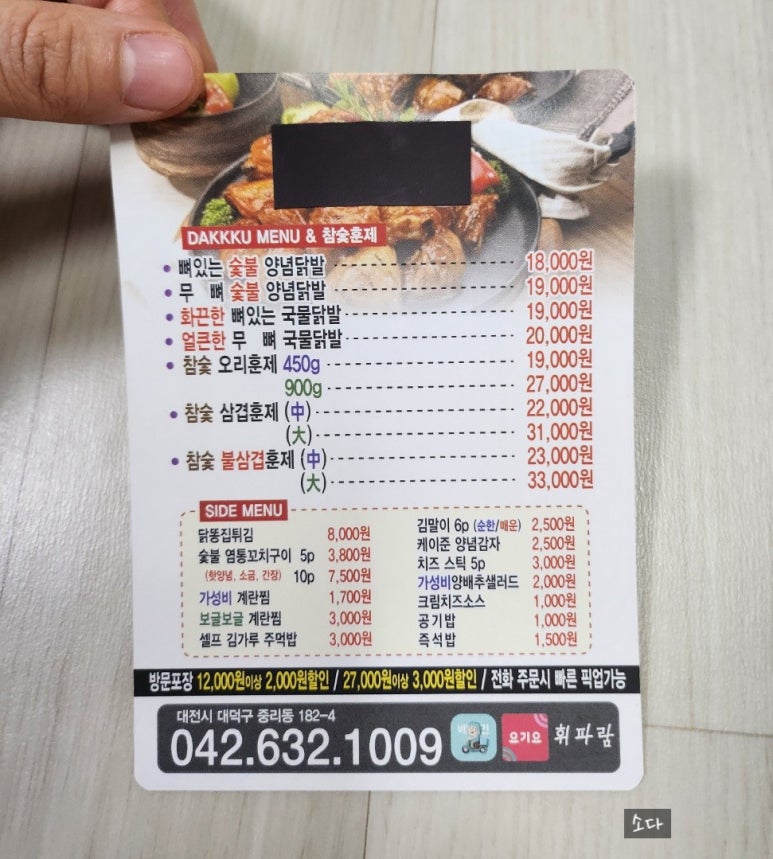 DAKKKU MENU & 참숯훈제
• 뼈있는 숯불 양념닭발 18,000원
• 무 뼈 숯불 양념닭발 19,000원
• 화끈한 뼈있는 국물닭발 19,000원
• 얼큰한 무 뼈 국물닭발 20,000원
• 참숯 오리훈제 450g 19,000원
900g 27,000원
• 참숯 삼겹훈제 (中) 22,000원
(大) 31,000원
• 참숯 불삼겹훈제 (中) 23,000원
(大) 33,000원
SIDE MENU
닭똥집튀김 8,000원
숯불 염통꼬치구이 5p 3,800원
(핫양념, 소금, 간장) 10p 7,500원
가성비 계란찜 1,700원
보글보글 계란찜 3,000원
셀프 김가루 주먹밥 3,000원
김말이 6p (순한/매운) 2,500원
케이준 양념감자 2,500원
치즈 스틱 5p 3,000원
가성비양배추샐러드 2,000원
크림치즈소스 1,000원
공기밥 1,000원
즉석밥 1,500원
방문포장 12,000원이상 2,000원할인 / 27,000원이상 3,000원할인 / 전화 주문시 빠른 픽업가능
대전시 대덕구 중리동 182-4
042.632.1009 요기요 휘파람
소다